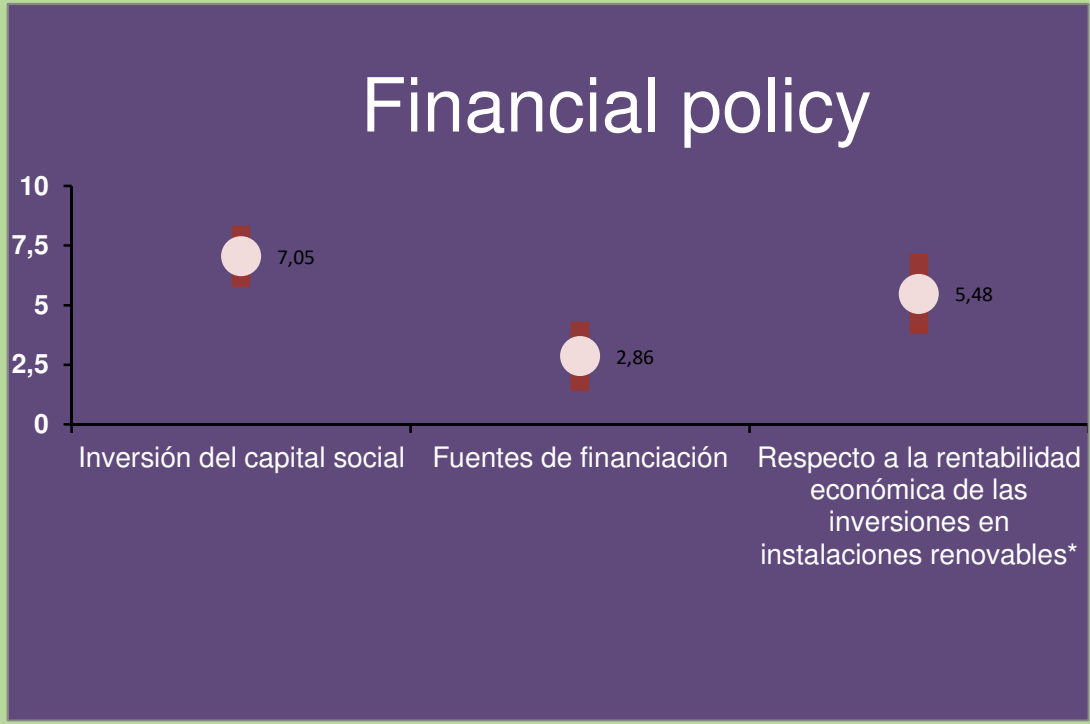 Financial policy
10
7,5
5
2,5
0
7,05
2,86
5,48
Inversión del capital social
Fuentes de financiación
Respecto a la rentabilidad
económica de las
inversiones en
instalaciones renovables*